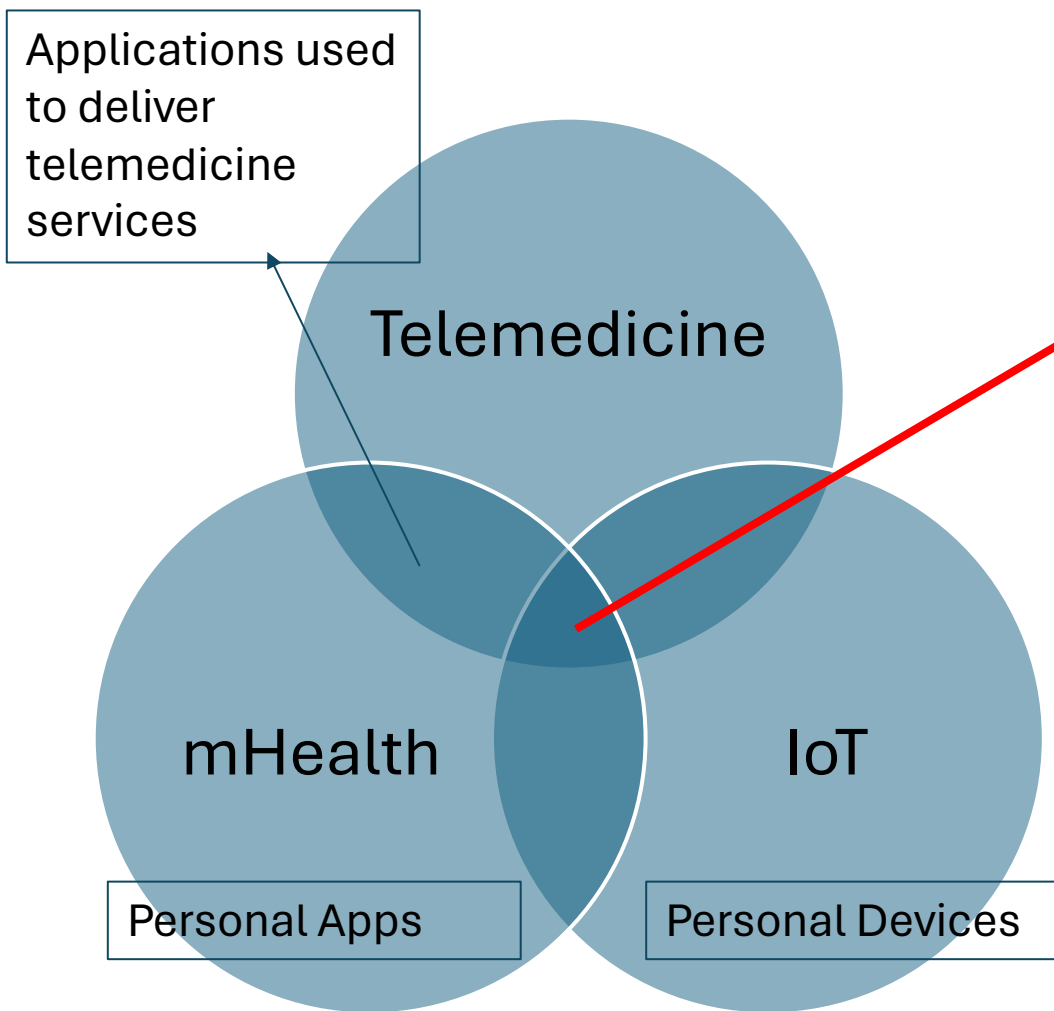 Applications used
to deliver
telemedicine
services
Telemedicine
mHealth
IoT
Personal Apps
Personal Devices